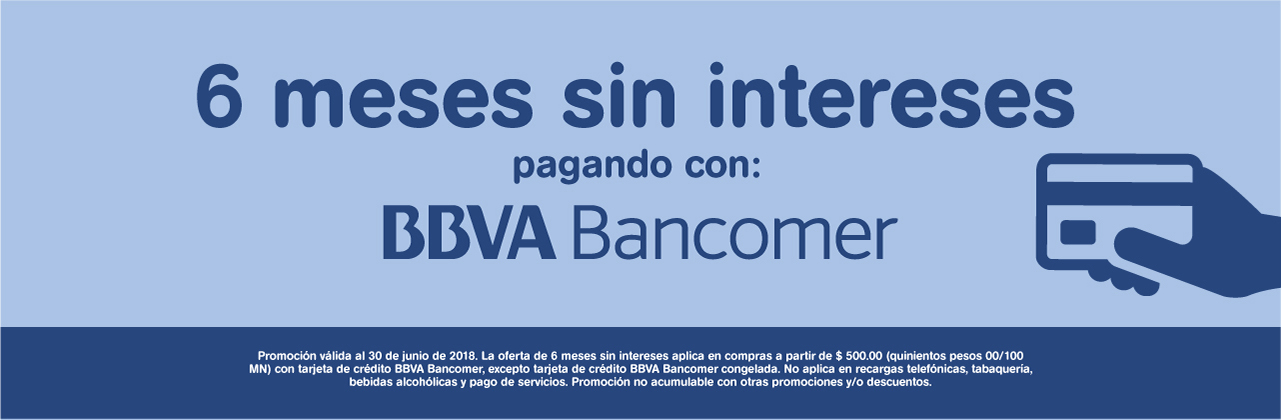 6 meses sin intereses
pagando con:
BBVA Bancomer
Promoción válida al 30 de junio de 2018. La oferta de 6 meses sin intereses aplica en compras a partir de $ 500.00 (quinientos pesos 00/100
MN) con tarjeta de crédito BBVA Bancomer, excepto tarjeta de crédito BBVA Bancomer congelada. No aplica en recargas telefónicas, tabaquería,
bebidas alcohólicas y pago de servicios. Promoción no acumulable con otras promociones y/o descuentos.